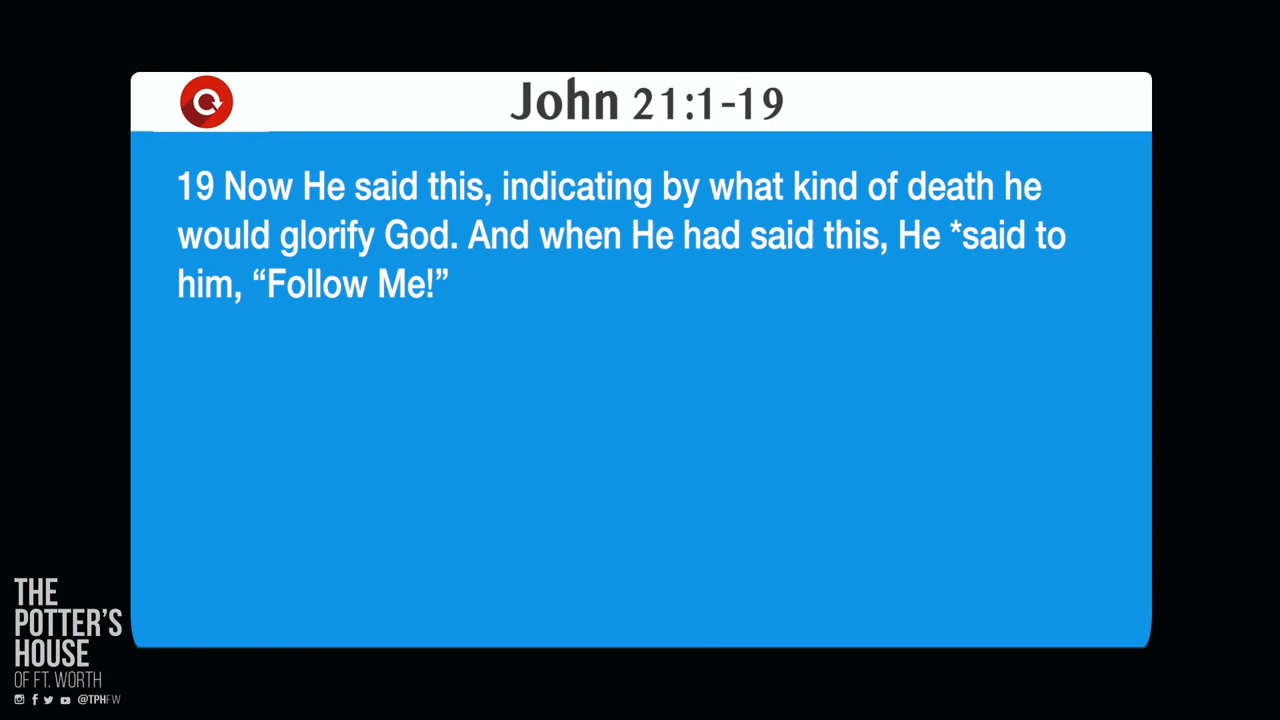 John 21:1-19
19 Now He said this, indicating by what kind of death he
would glorify God. And when He had said this, He *said to
him, “Follow Me!”
THE
POTTER'S
HOUSE
OF FT. WORTH
@TPHFW